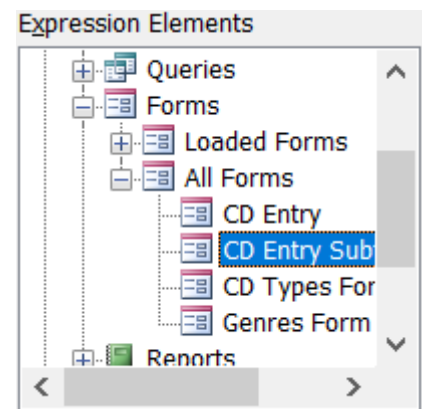 Expression Elements
Queries
Forms
Loaded Forms
All Forms
CD Entry
CD Entry Sub
CD Types For
Genres Form
Reports